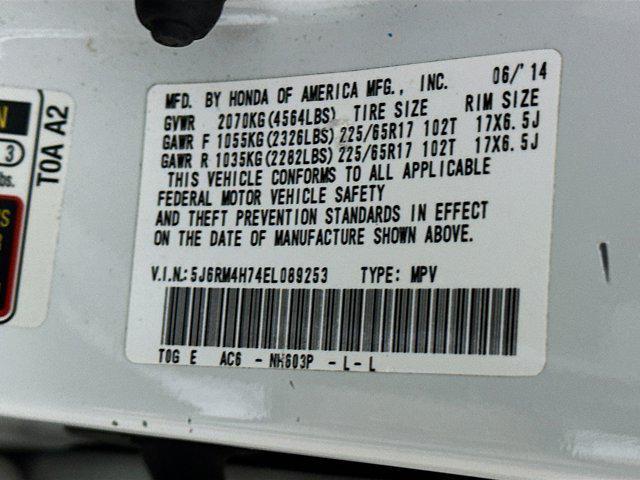 MFD. BY HONDA OF AMERICA MFG., INC. 06/'14
GVWR 2070KG(4564LBS) TIRE SIZE RIM SIZE
GAWR F 1055KG(2326LBS) 225/65R17 102T 17X6.5J
GAWR R 1035KG(2282LBS) 225/65R17 102T 17X6.5J
THIS VEHICLE CONFORMS TO ALL APPLICABLE
FEDERAL MOTOR VEHICLE SAFETY
AND THEFT PREVENTION STANDARDS IN EFFECT
ON THE DATE OF MANUFACTURE SHOWN ABOVE.
V.I.N.: 5J6RM4H74EL089253 TYPE: MPV
TOG E AC6 - NH603P - L - L
TOA A2
3